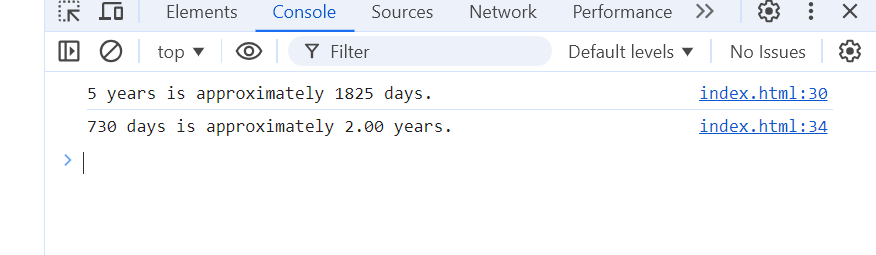 Elements Console Sources Network Performance
top Filter Default levels No Issues
5 years is approximately 1825 days. index.html:30
730 days is approximately 2.00 years. index.html:34